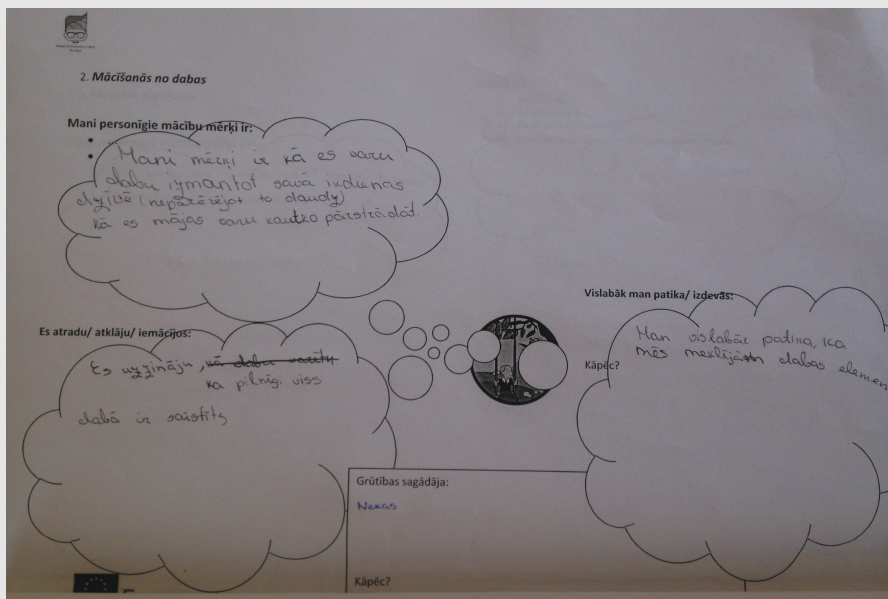 2. Mācīšanās no dabas
Mani personīgie mācību mērķi ir:
Mani mērķi ir kā es varu
dabu izmantot savā ikdienas
dzīvē (nepārērējot to daudz)
kā es mājas varu kautko pārstrādāt.
Es atradu/ atklāju/ iemācījos:
Es uzzināju, kā dabu varētu
ka pilnīgi viss
dabā ir saistīts
Vislabāk man patika/ izdevās:
Man vislabāk patika, ka
mēs meklējām dabas elemen
Kāpēc?
Grūtības sagādāja:
Nekas
Kāpēc?